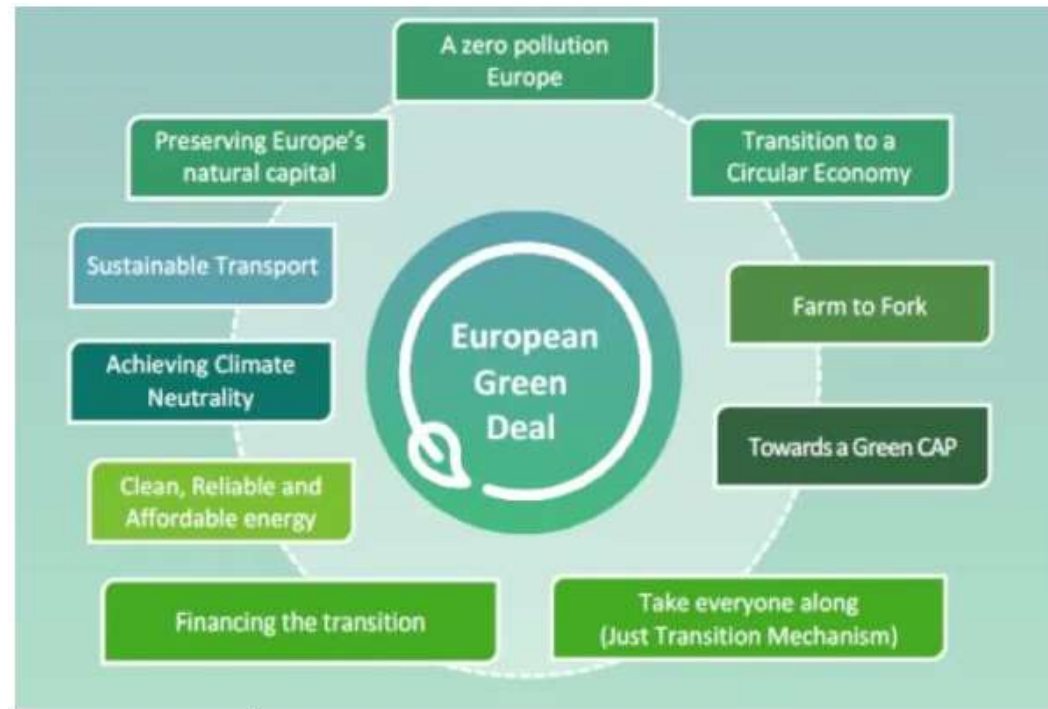 A zero pollution
Europe
Preserving Europe's
natural capital
Transition to a
Circular Economy
Sustainable Transport
Farm to Fork
European
Green
Deal
Achieving Climate
Neutrality
Towards a Green CAP
Clean, Reliable and
Affordable energy
Financing the transition
Take everyone along
(Just Transition Mechanism)